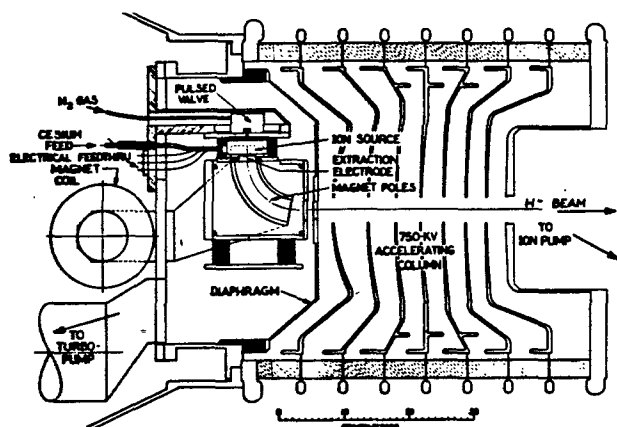 PULSED
VALVE
GAS
CESIUM
FEED
ELECTRICAL FEEDTHRU
MAGNET
COIL
ION SOURCE
EXTRACTION
ELECTRODE
MAGNET POLES
H⁻ BEAM
TO
ION PUMP
750-KV
ACCELERATING
COLUMN
DIAPHRAGM
TO
TURBO-
PUMP
0